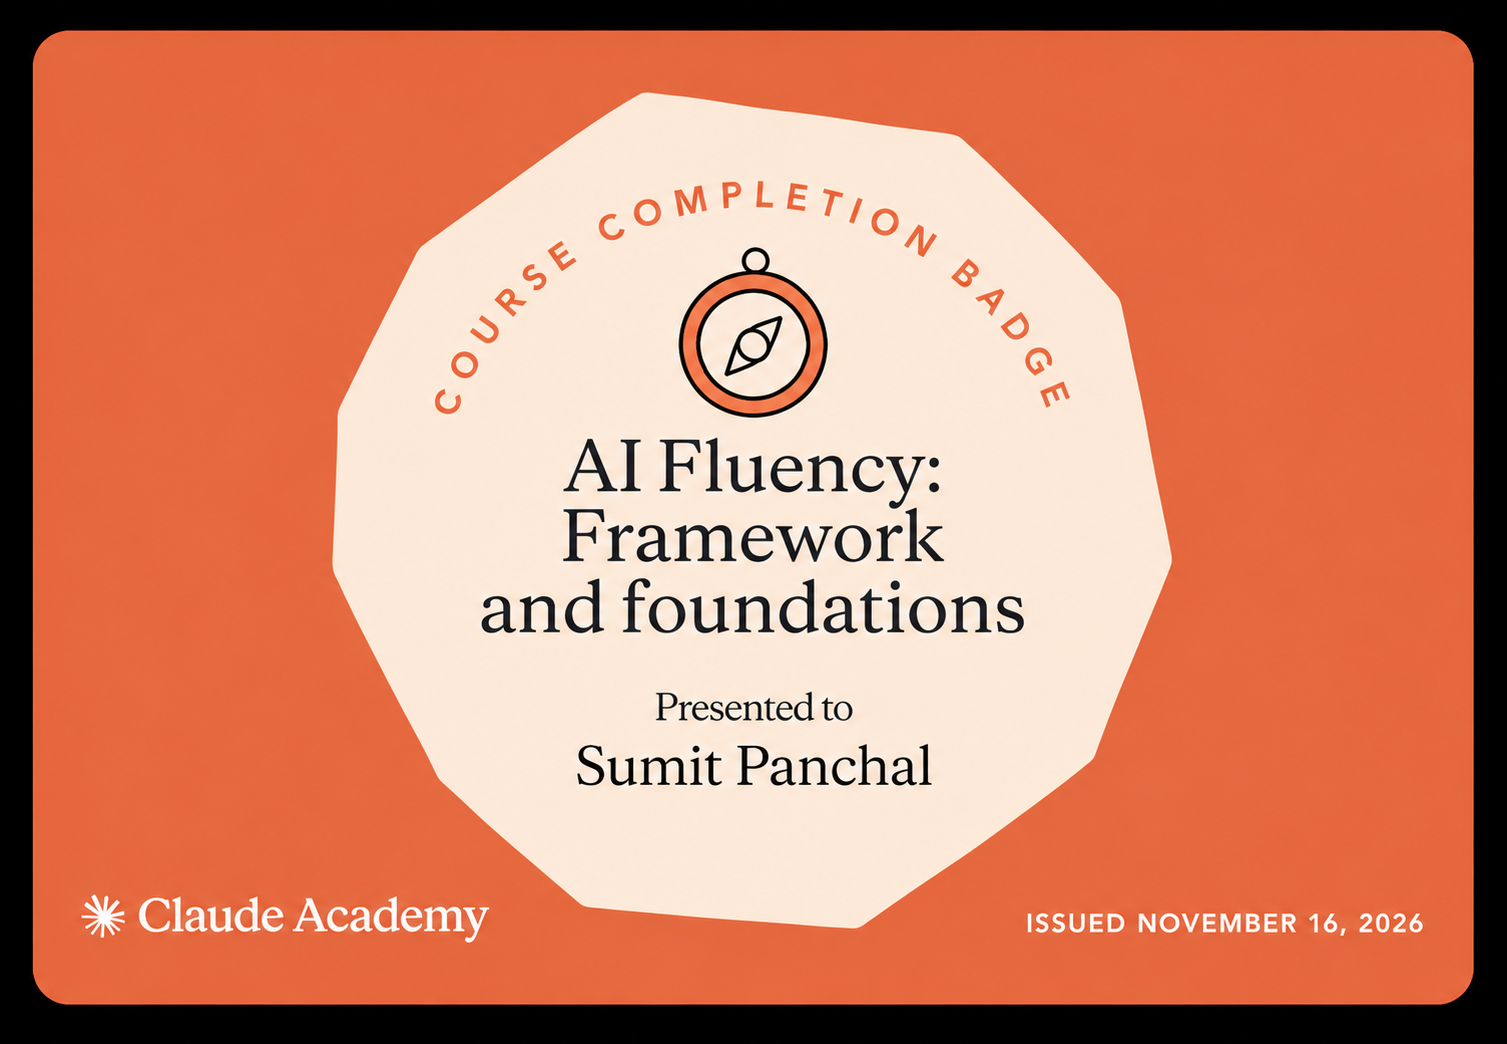 COURSE COMPLETION BADGE
AI Fluency:
Framework
and foundations
Presented to
Sumit Panchal
Claude Academy
ISSUED NOVEMBER 16, 2026